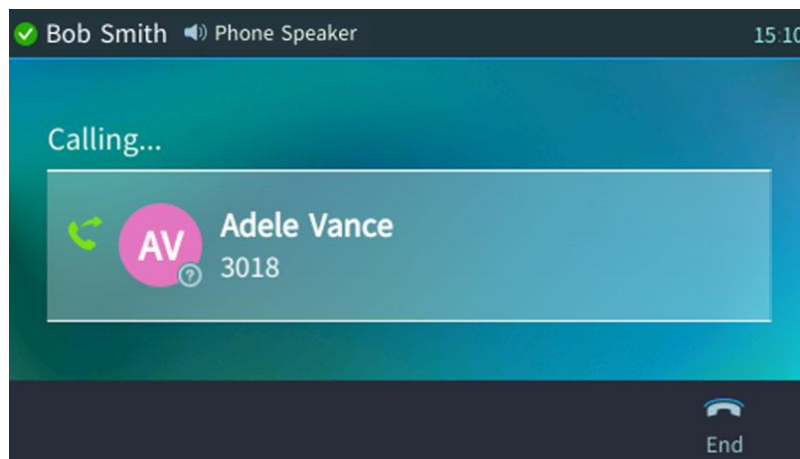 Bob Smith Phone Speaker 15:10
Calling...
AV
Adele Vance
?
3018
End